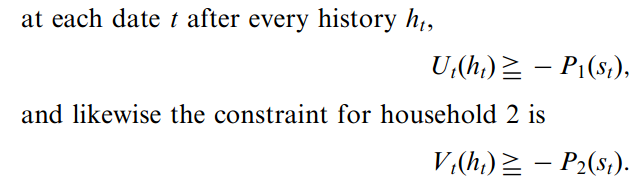 at each date t after every history hₜ,
Uₜ(hₜ) ≧ − P₁(sₜ),
and likewise the constraint for household 2 is
Vₜ(hₜ) ≧ − P₂(sₜ).